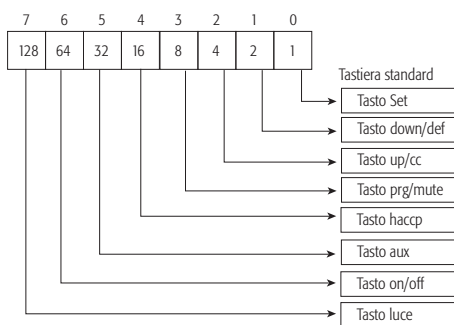 7 6 5 4 3 2 1 0
128 64 32 16 8 4 2 1
Tastiera standard
Tasto Set
Tasto down/def
Tasto up/cc
Tasto prg/mute
Tasto haccp
Tasto aux
Tasto on/off
Tasto luce